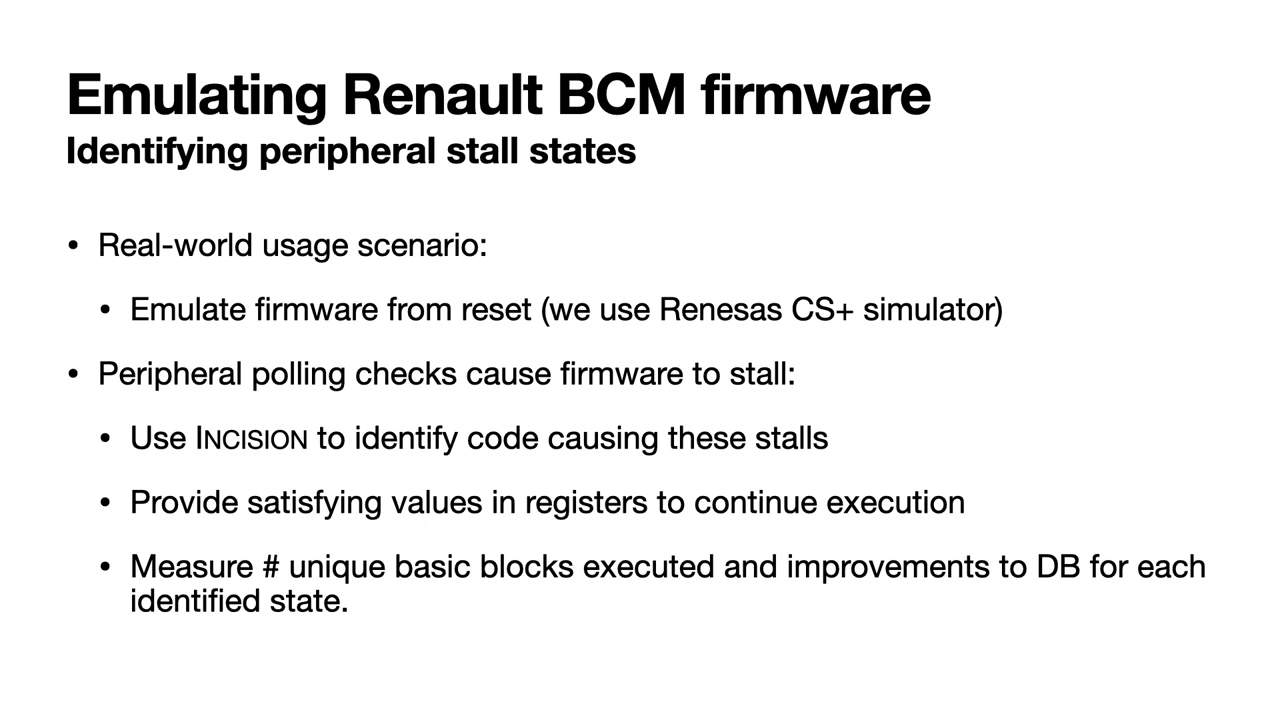 Emulating Renault BCM firmware
Identifying peripheral stall states
• Real-world usage scenario:
• Emulate firmware from reset (we use Renesas CS+ simulator)
• Peripheral polling checks cause firmware to stall:
• Use INCISION to identify code causing these stalls
• Provide satisfying values in registers to continue execution
• Measure # unique basic blocks executed and improvements to DB for each
identified state.